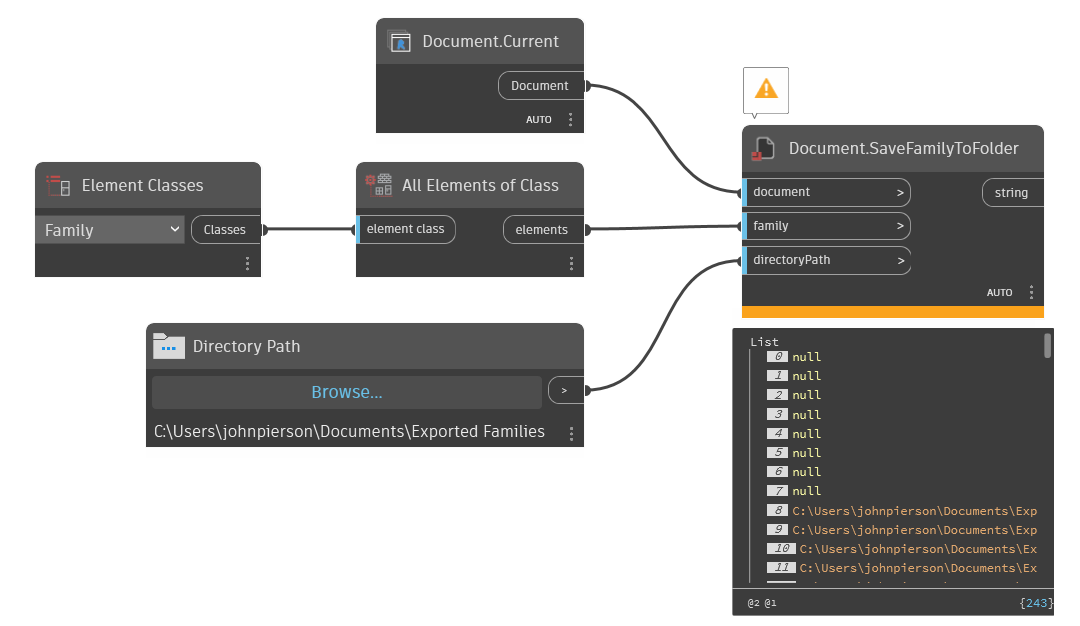 Document.Current
Document
AUTO
Document.SaveFamilyToFolder
document >
string
family >
directoryPath >
AUTO
Element Classes
Family
Classes
All Elements of Class
element class
elements
Directory Path
Browse...
>
C:\Users\johnpierson\Documents\Exported Families
List
0 null
1 null
2 null
3 null
4 null
5 null
6 null
7 null
8 C:\Users\johnpierson\Documents\Exp
9 C:\Users\johnpierson\Documents\Exp
10 C:\Users\johnpierson\Documents\Ex
11 C:\Users\johnpierson\Documents\Ex
@2 @1
{243}